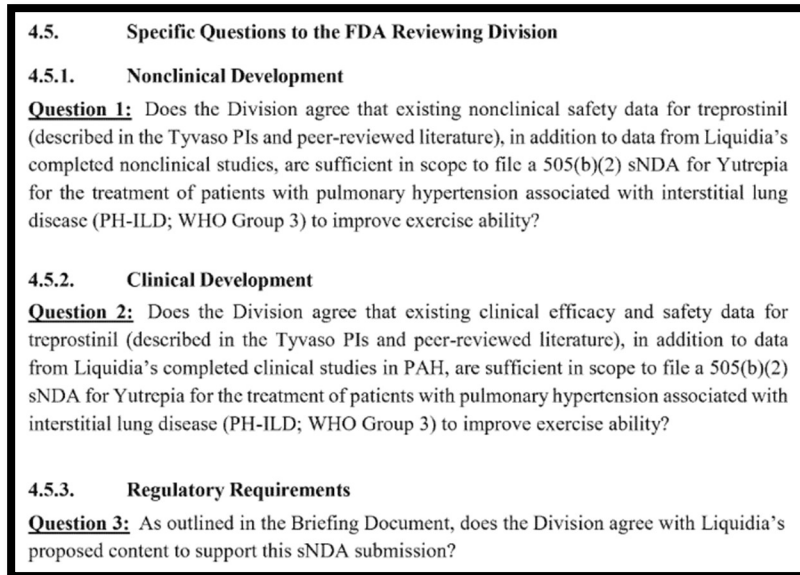 4.5. Specific Questions to the FDA Reviewing Division
4.5.1. Nonclinical Development
Question 1: Does the Division agree that existing nonclinical safety data for treprostinil
(described in the Tyvaso PIs and peer-reviewed literature), in addition to data from Liquidia's
completed nonclinical studies, are sufficient in scope to file a 505(b)(2) sNDA for Yutrepia
for the treatment of patients with pulmonary hypertension associated with interstitial lung
disease (PH-ILD; WHO Group 3) to improve exercise ability?
4.5.2. Clinical Development
Question 2: Does the Division agree that existing clinical efficacy and safety data for
treprostinil (described in the Tyvaso PIs and peer-reviewed literature), in addition to data
from Liquidia's completed clinical studies in PAH, are sufficient in scope to file a 505(b)(2)
sNDA for Yutrepia for the treatment of patients with pulmonary hypertension associated with
interstitial lung disease (PH-ILD; WHO Group 3) to improve exercise ability?
4.5.3. Regulatory Requirements
Question 3: As outlined in the Briefing Document, does the Division agree with Liquidia's
proposed content to support this sNDA submission?